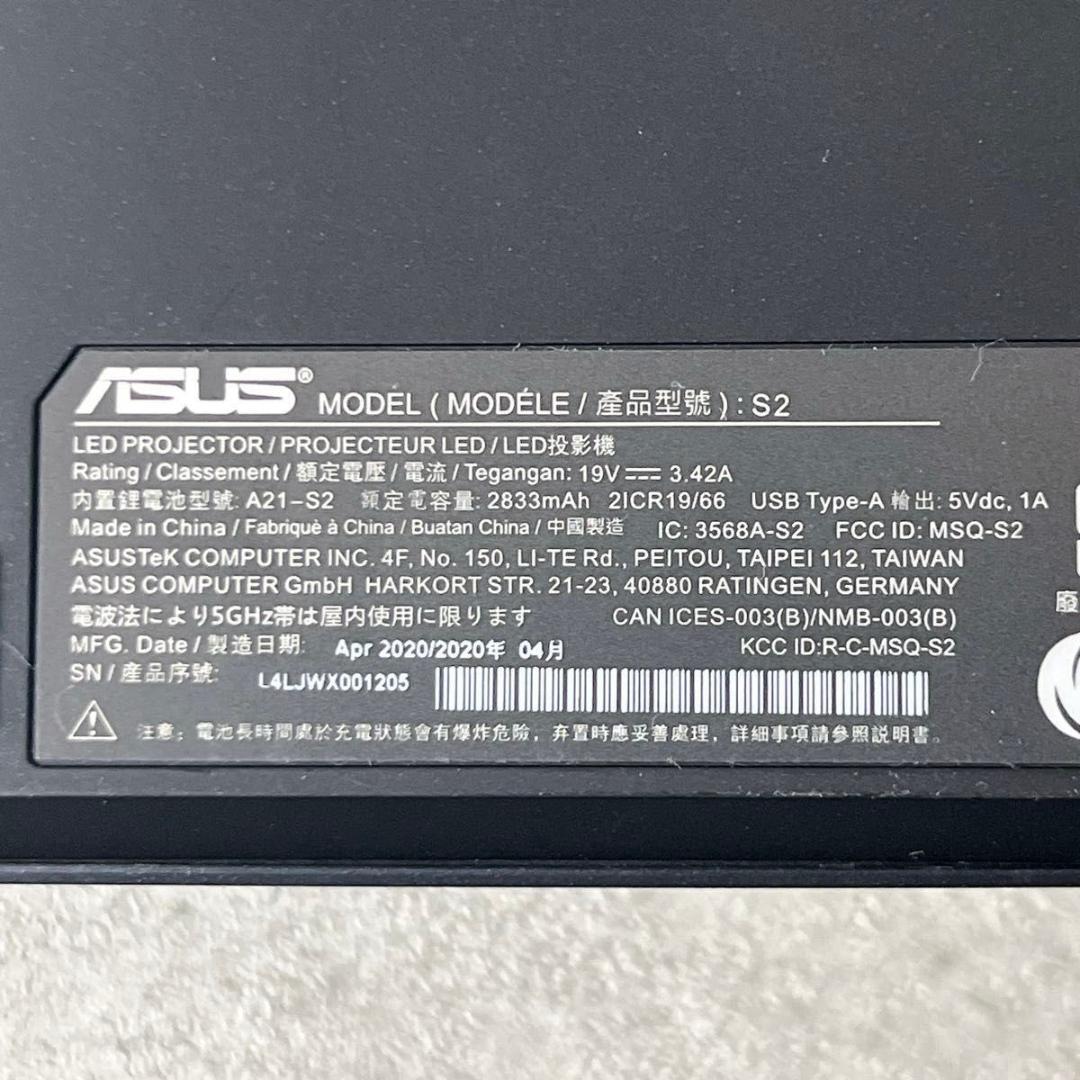 ASUS® MODEL ( MODÉLE / 產品型號 ) : S2
LED PROJECTOR / PROJECTEUR LED / LED投影機
Rating / Classement / 額定電壓 / 電流 / Tegangan: 19V⎓3.42A
內置鋰電池型號: A21-S2 額定電容量: 2833mAh 2ICR19/66 USB Type-A 輸出: 5Vdc, 1A
Made in China / Fabriquè à China / Buatan China / 中國製造 IC: 3568A-S2 FCC ID: MSQ-S2
ASUSTeK COMPUTER INC. 4F, No. 150, LI-TE Rd., PEITOU, TAIPEI 112, TAIWAN
ASUS COMPUTER GmbH HARKORT STR. 21-23, 40880 RATINGEN, GERMANY
電波法により5GHz帯は屋内使用に限ります CAN ICES-003(B)/NMB-003(B)
MFG. Date / 製造日期: Apr 2020/2020年 04月 KCC ID:R-C-MSQ-S2
SN / 產品序號: L4LJWX001205
注意: 電池長時間處於充電狀態會有爆炸危險, 弃置時應妥善處理, 詳細事項請參照説明書。
廢